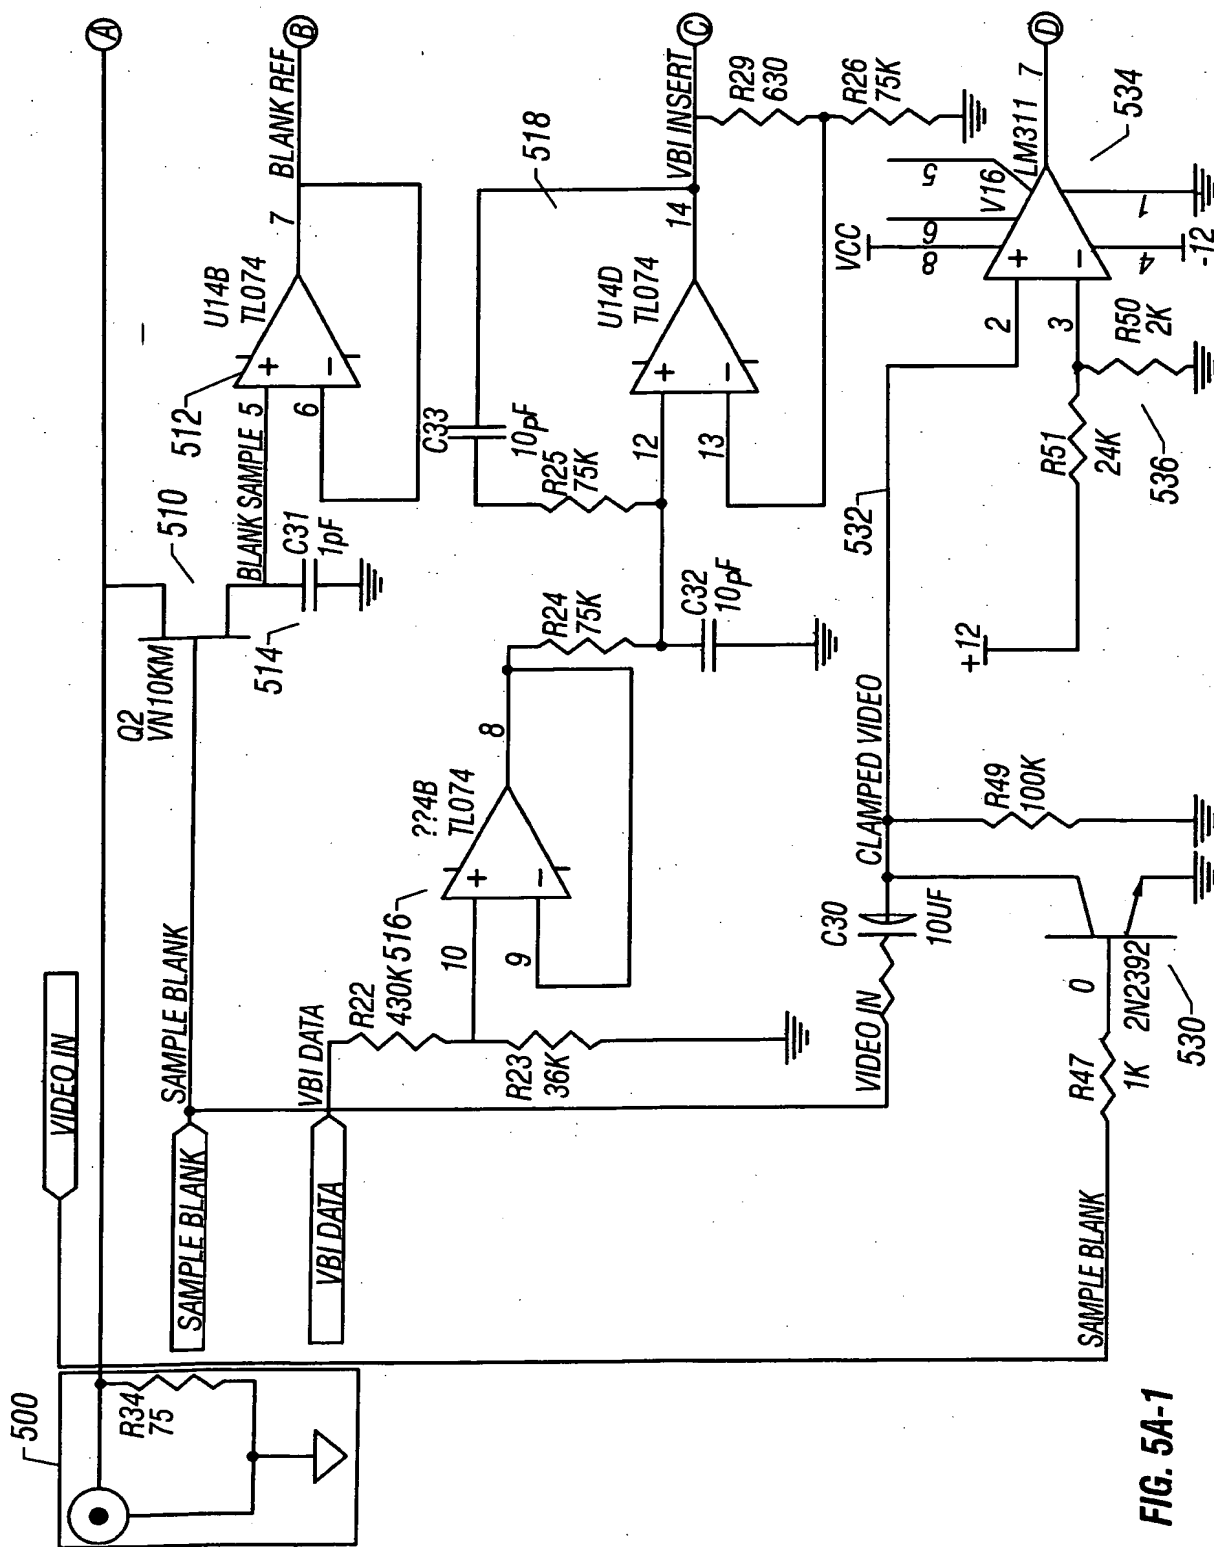 500
R34
75
VIDEO IN
A
SAMPLE BLANK
SAMPLE BLANK
Q2
VN10KM
510
BLANK SAMPLE
C31
1pF
514
512
U14B
TL074
5
6
+
–
7
BLANK REF
B
VBI DATA
VBI DATA
R22
430K
R23
36K
516
??4B
TL074
10
9
+
–
8
R24
75K
C32
10pF
R25
75K
C33
10pF
518
U14D
TL074
12
13
+
–
14
VBI INSERT
C
R29
630
R26
75K
VIDEO IN
C30
10UF
CLAMPED VIDEO
R49
100K
532
SAMPLE BLANK
R47
1K
0
2N2392
530
+12
R51
24K
536
R50
2K
2
3
+
–
VCC
8
6
5
V16
LM311
7
D
4
1
-12
534
FIG. 5A-1